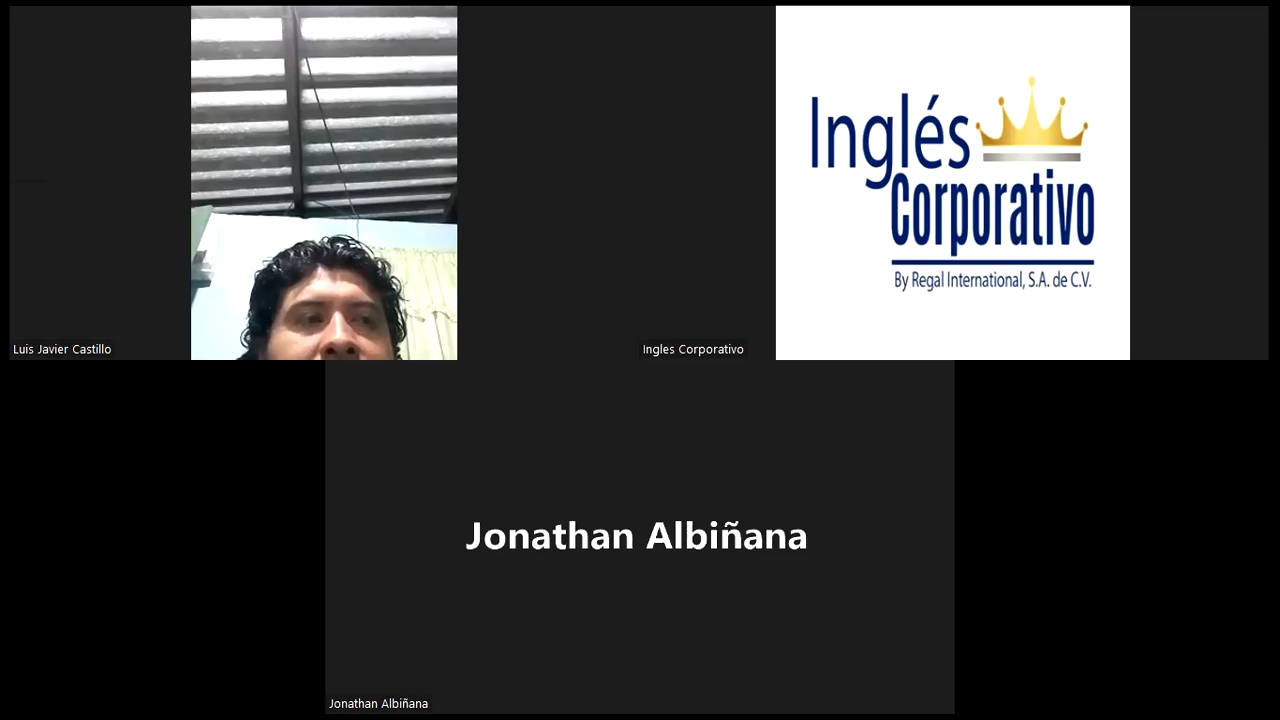 Inglés
Corporativo
By Regal International, S.A. de C.V.
Luis Javier Castillo
Ingles Corporativo
Jonathan Albiñana
Jonathan Albiñana